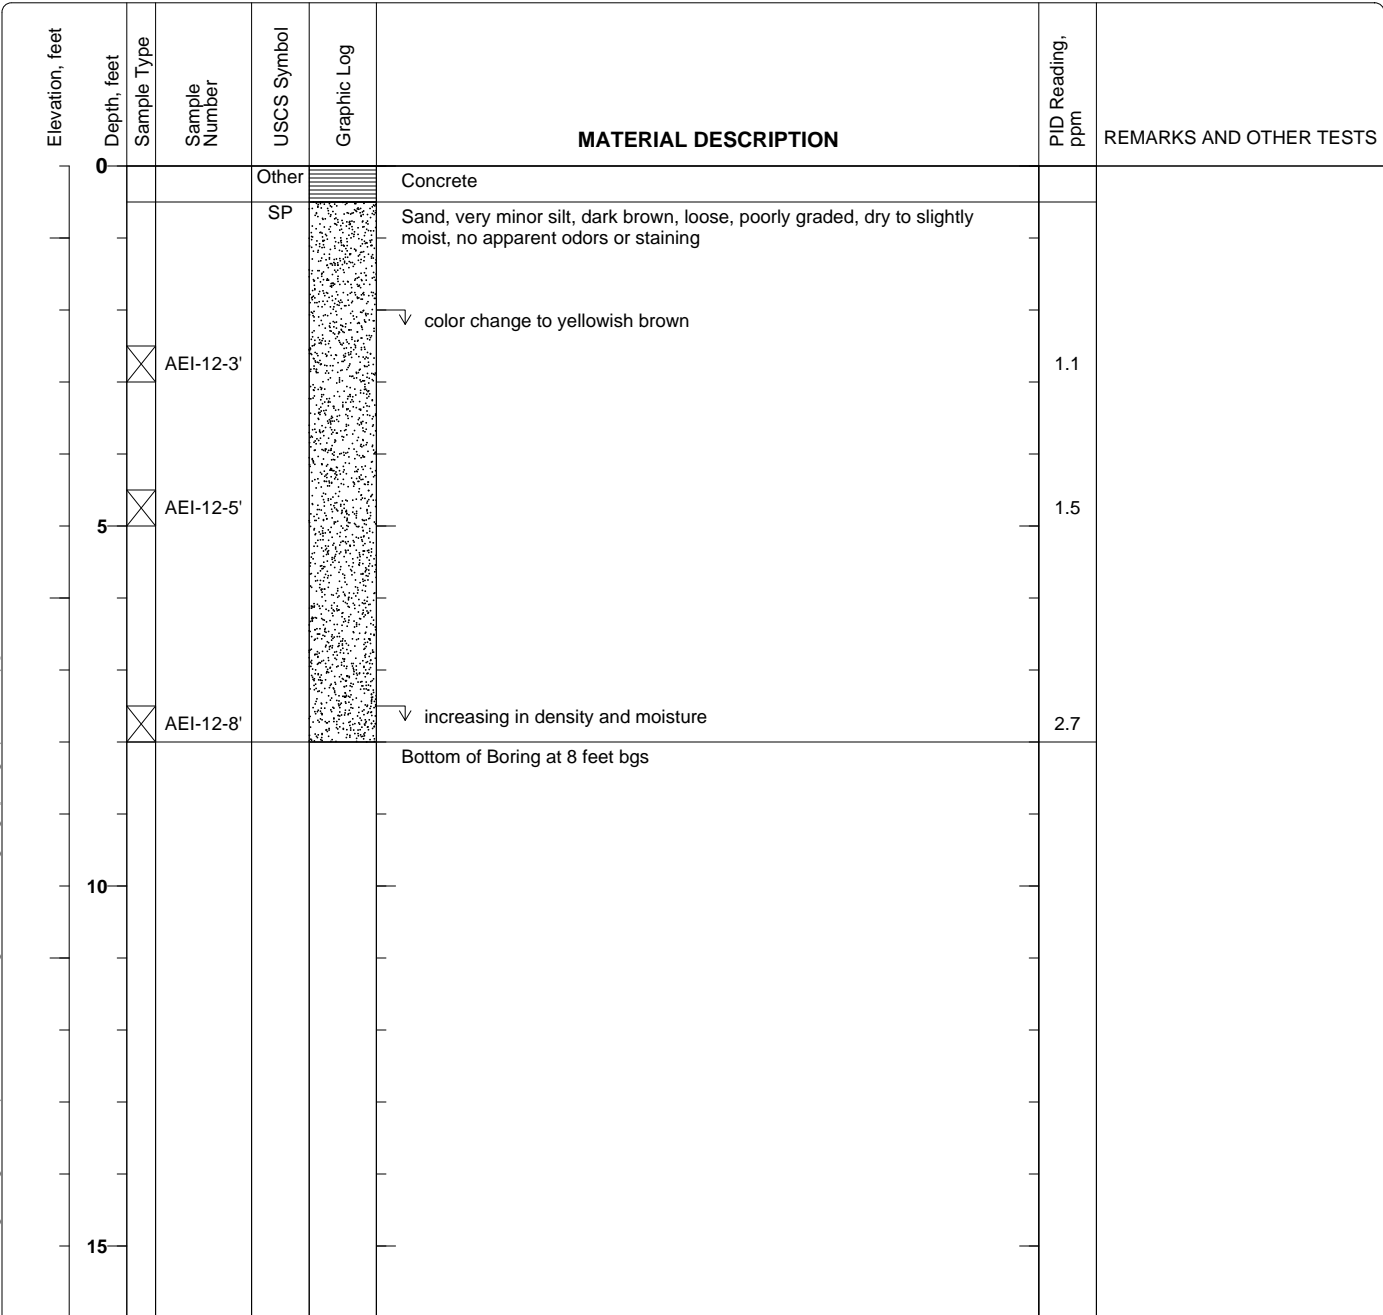 Elevation, feet
Depth, feet
Sample Type
Sample
Number
USCS Symbol
Graphic Log
MATERIAL DESCRIPTION
PID Reading,
ppm
REMARKS AND OTHER TESTS
0
Other
Concrete
SP
Sand, very minor silt, dark brown, loose, poorly graded, dry to slightly
moist, no apparent odors or staining
color change to yellowish brown
AEI-12-3'
1.1
AEI-12-5'
1.5
5
increasing in density and moisture
AEI-12-8'
2.7
Bottom of Boring at 8 feet bgs
10
15